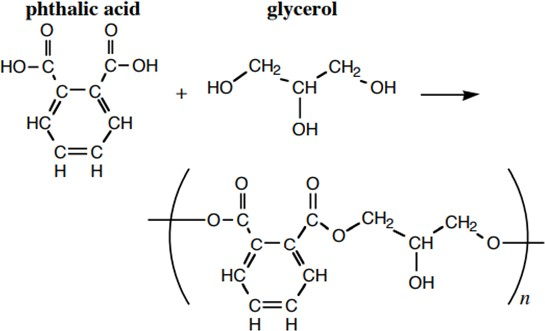 phthalic acid glycerol
O O
HO–C C–OH CH2 CH2
HO CH OH
C–C +
HC CH OH
C=C
H H
O O
O–C C CH2 CH2
O CH O
C C
HC CH OH
n
C=C
H H